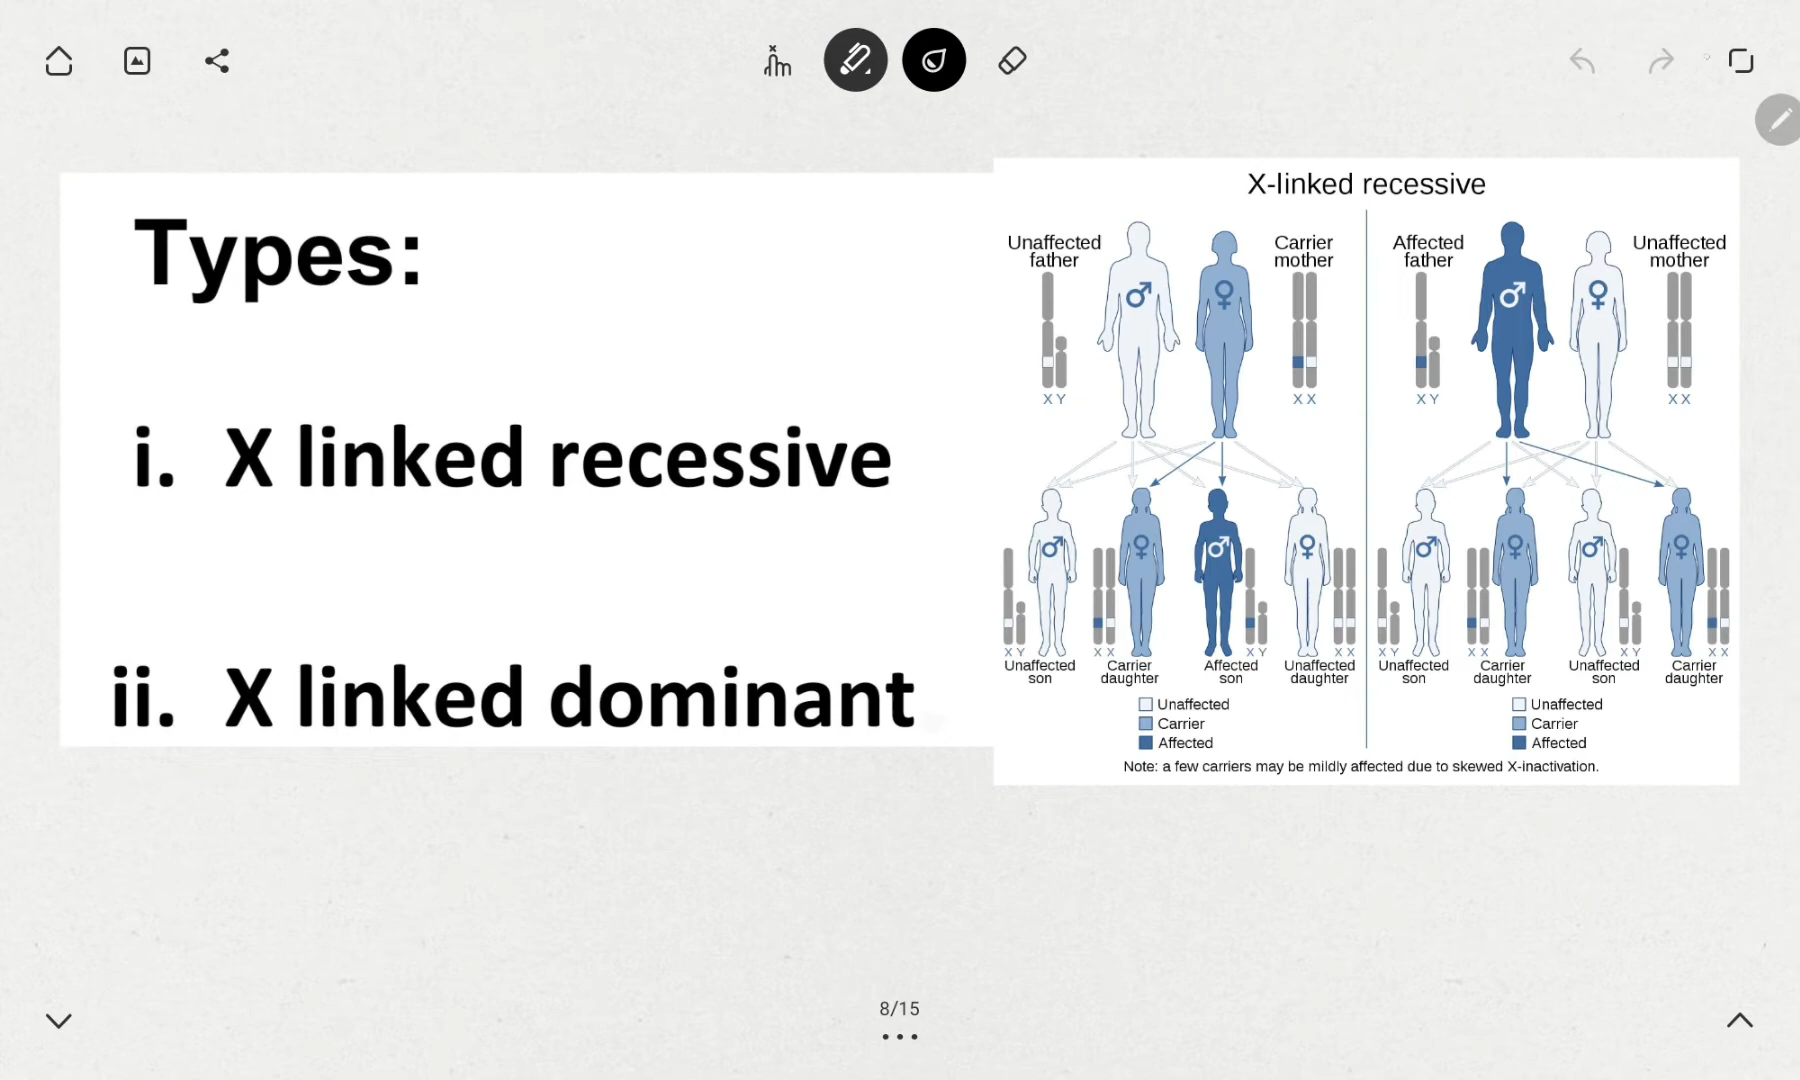 Types:
i. X linked recessive
ii. X linked dominant
X-linked recessive
Unaffected
father
Carrier
mother
X Y
X X
Affected
father
Unaffected
mother
X Y
X X
X Y
X X
X Y
X X
Unaffected
son
Carrier
daughter
Affected
son
Unaffected
daughter
X Y
X X
X Y
X X
Unaffected
son
Carrier
daughter
Unaffected
son
Carrier
daughter
Unaffected
Carrier
Affected
Unaffected
Carrier
Affected
Note: a few carriers may be mildly affected due to skewed X-inactivation.
8/15